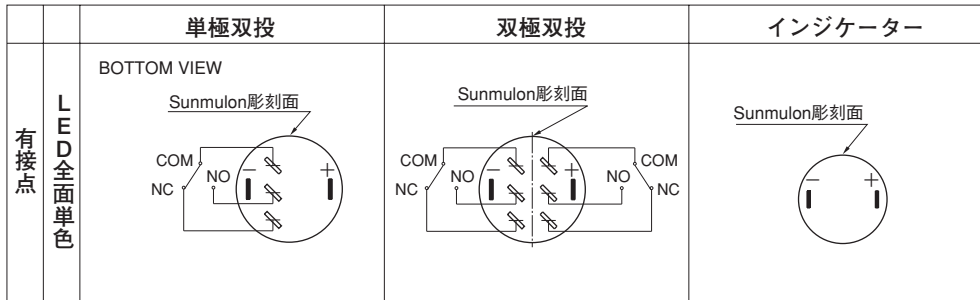 単極双投
双極双投
インジケーター
有接点
LED全面単色
BOTTOM VIEW
Sunmulon彫刻面
COM
NO
NC
−
+
Sunmulon彫刻面
COM
NO
NC
−
+
COM
NO
NC
Sunmulon彫刻面
−
+